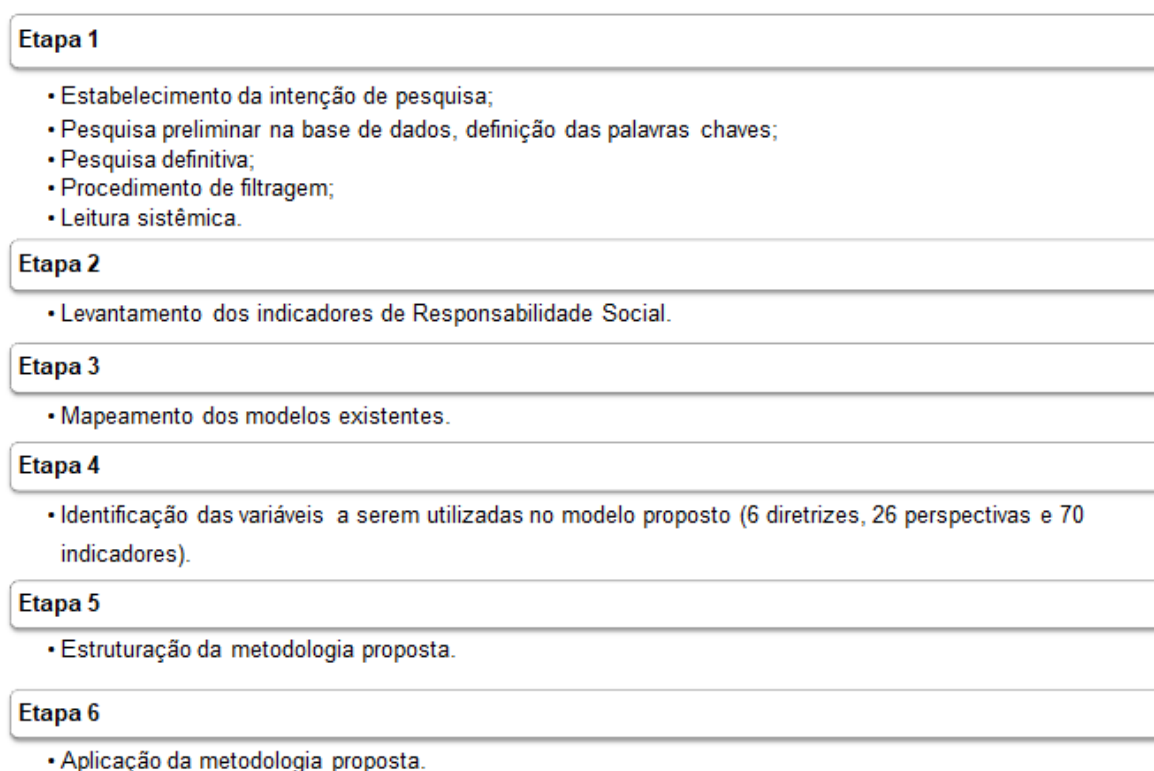 Etapa 1
• Estabelecimento da intenção de pesquisa;
• Pesquisa preliminar na base de dados, definição das palavras chaves;
• Pesquisa definitiva;
• Procedimento de filtragem;
• Leitura sistêmica.
Etapa 2
• Levantamento dos indicadores de Responsabilidade Social.
Etapa 3
• Mapeamento dos modelos existentes.
Etapa 4
• Identificação das variáveis a serem utilizadas no modelo proposto (6 diretrizes, 26 perspectivas e 70
indicadores).
Etapa 5
• Estruturação da metodologia proposta.
Etapa 6
• Aplicação da metodologia proposta.